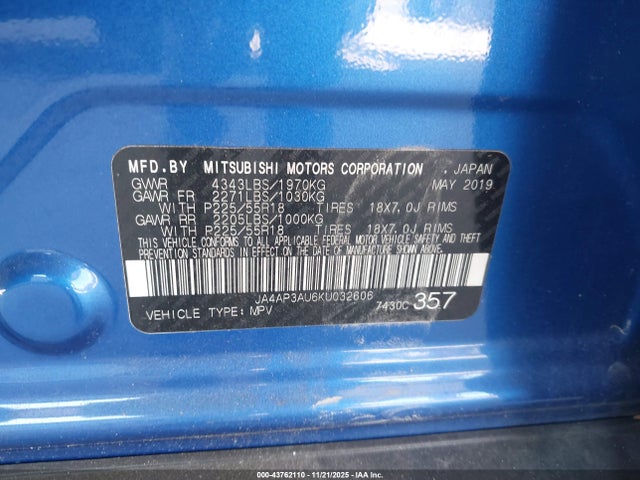 MFD.BY MITSUBISHI MOTORS CORPORATION , JAPAN
GVWR 4343LBS/1970KG MAY 2019
GAWR FR 2271LBS/1030KG
WITH P225/55R18 TIRES 18X7.0J RIMS
GAWR RR 2205LBS/1000KG
WITH P225/55R18 TIRES 18X7.0J RIMS
THIS VEHICLE CONFORMS TO ALL APPLICABLE FEDERAL MOTOR VEHICLE SAFETY
AND THEFT PREVENTION STANDARDS IN EFFECT ON THE DATE OF MANUFACTURE SHOWN ABOVE.
JA4AP3AU6KU032606
VEHICLE TYPE: MPV 7430C 357
000-43762110 - 11/21/2025 - COPART